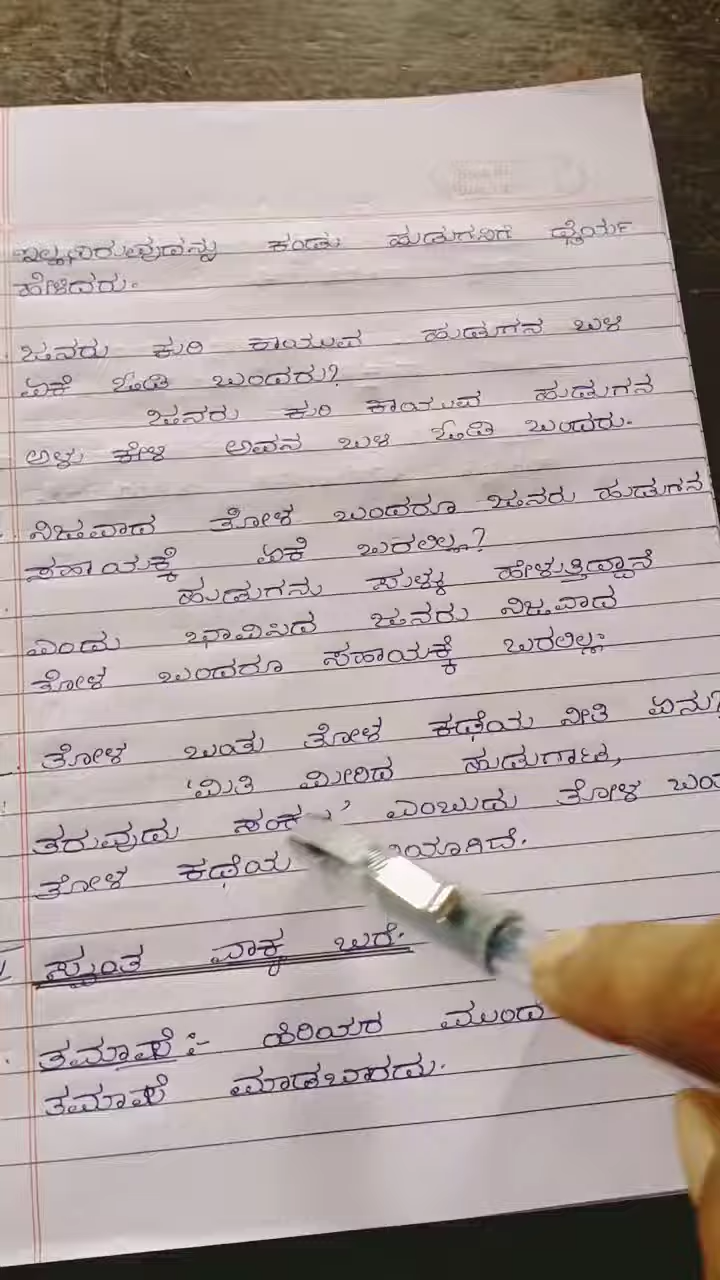 ಇಲ್ಲದಿರುವುದನ್ನು ಕಂಡು ಹುಡುಗನಿಗೆ ಧೈರ್ಯ
ಹೇಳಿದರು.
ಜನರು ಕುರಿ ಕಾಯುವ ಹುಡುಗನ ಬಳಿ
ಏಕೆ ಓಡಿ ಬಂದರು?
ಜನರು ಕುರಿ ಕಾಯುವ ಹುಡುಗನ
ಅಳು ಕೇಳಿ ಅವನ ಬಳಿ ಓಡಿ ಬಂದರು.
ನಿಜವಾದ ತೋಳ ಬಂದರೂ ಜನರು ಹುಡುಗನ
ಸಹಾಯಕ್ಕೆ ಏಕೆ ಬರಲಿಲ್ಲ?
ಹುಡುಗನು ಸುಳ್ಳು ಹೇಳುತ್ತಿದ್ದಾನೆ
ಎಂದು ಭಾವಿಸಿದ ಜನರು ನಿಜವಾದ
ತೋಳ ಬಂದರೂ ಸಹಾಯಕ್ಕೆ ಬರಲಿಲ್ಲ.
ತೋಳ ಬಂತು ತೋಳ ಕಥೆಯ ನೀತಿ ಏನು?
'ಮಿತಿ ಮೀರಿದ ಹುಡುಗಾಟ,
ತರುವುದು ' ಎಂಬುದು ತೋಳ
ತೋಳ ಕಥೆಯ
ಸ್ವಂತ ವಾಕ್ಯ ಬರೆ.
ತಮಾಷೆ :- ಹಿರಿಯರ ಮುಂದೆ
ತಮಾಷೆ ಮಾಡಬಾರದು.